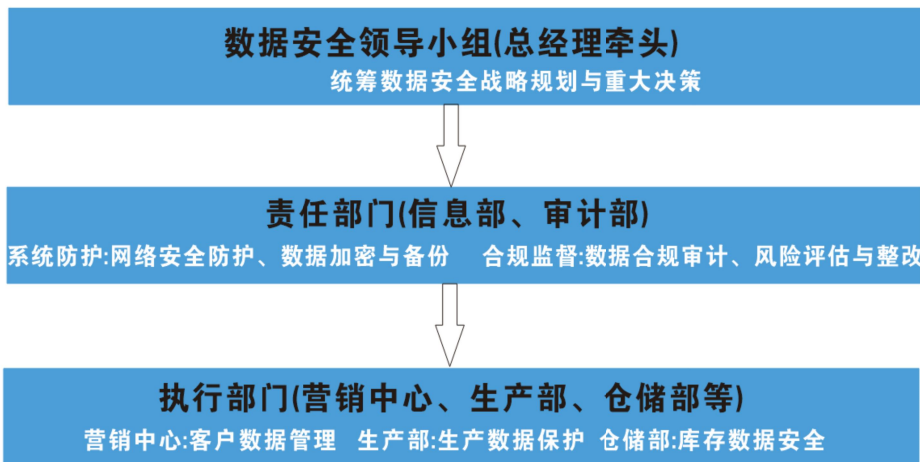 数据安全领导小组(总经理牵头)
统筹数据安全战略规划与重大决策
责任部门(信息部、审计部)
系统防护:网络安全防护、数据加密与备份 合规监督:数据合规审计、风险评估与整改
执行部门(营销中心、生产部、仓储部等)
营销中心:客户数据管理 生产部:生产数据保护 仓储部:库存数据安全